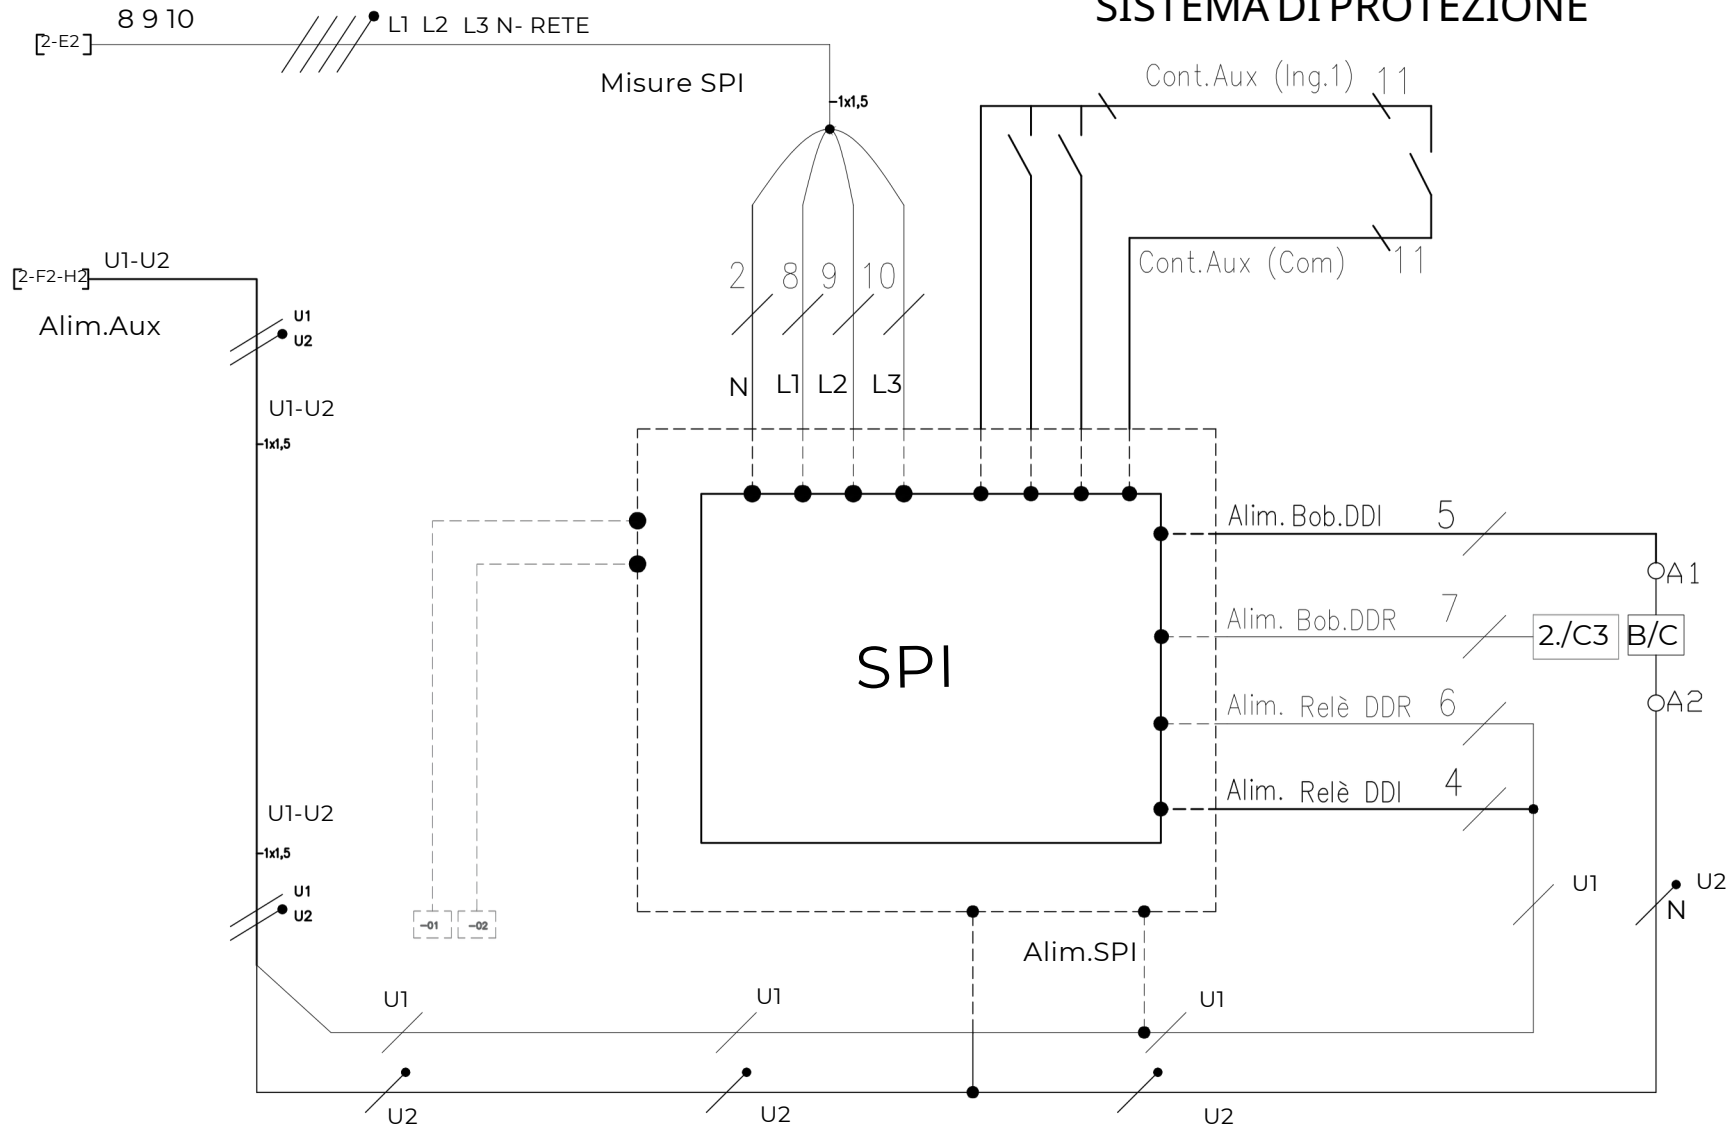 SISTEMA DI PROTEZIONE
8 9 10
L1 L2 L3 N- RETE
[2-E2]
Misure SPI
1x1,5
Cont.Aux (Ing.1) 11
U1-U2
[2-F2-H2]
Alim.Aux
U1
U2
2 8 9 10
Cont.Aux (Com) 11
N L1 L2 L3
U1-U2
1x1,5
Alim. Bob.DDI 5
A1
Alim. Bob.DDR 7
2./C3 B/C
SPI
Alim. Relè DDR 6
A2
Alim. Relè DDI 4
U1-U2
1x1,5
U1
U2
-01 -02
U1
U2
N
Alim.SPI
U1 U1 U1
U2 U2 U2